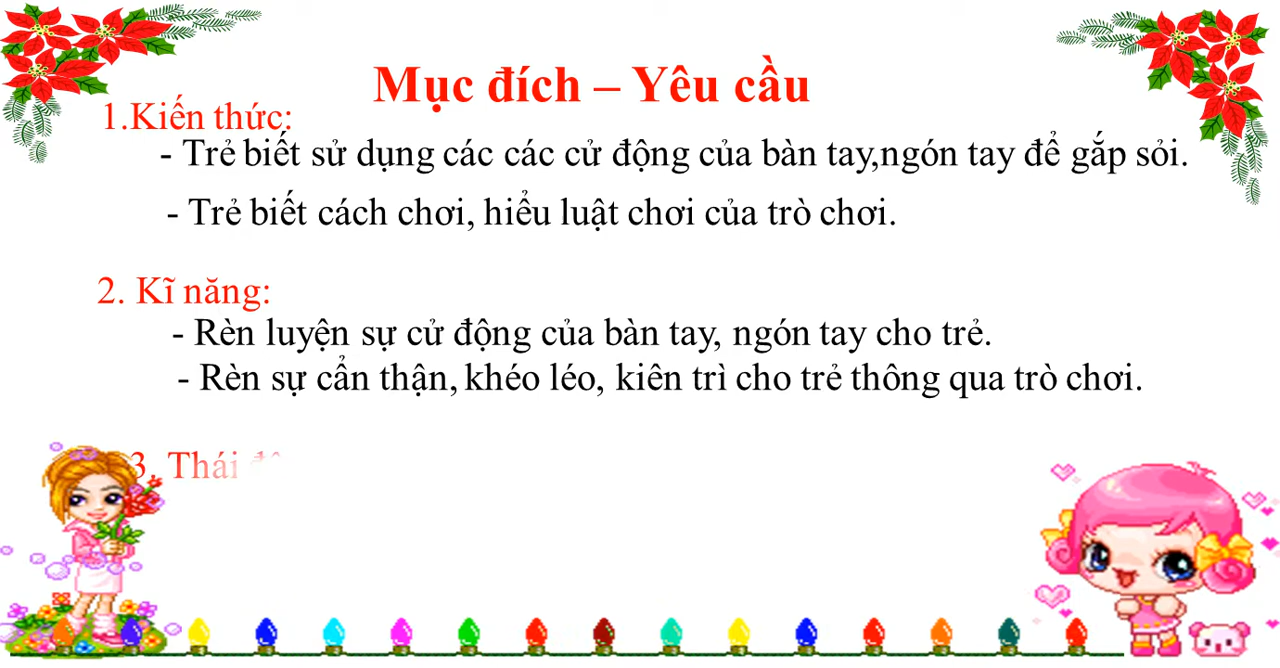 Mục đích – Yêu cầu
1.Kiến thức:
- Trẻ biết sử dụng các các cử động của bàn tay,ngón tay để gắp sỏi.
- Trẻ biết cách chơi, hiểu luật chơi của trò chơi.
2. Kĩ năng:
- Rèn luyện sự cử động của bàn tay, ngón tay cho trẻ.
- Rèn sự cẩn thận, khéo léo, kiên trì cho trẻ thông qua trò chơi.
3. Thái